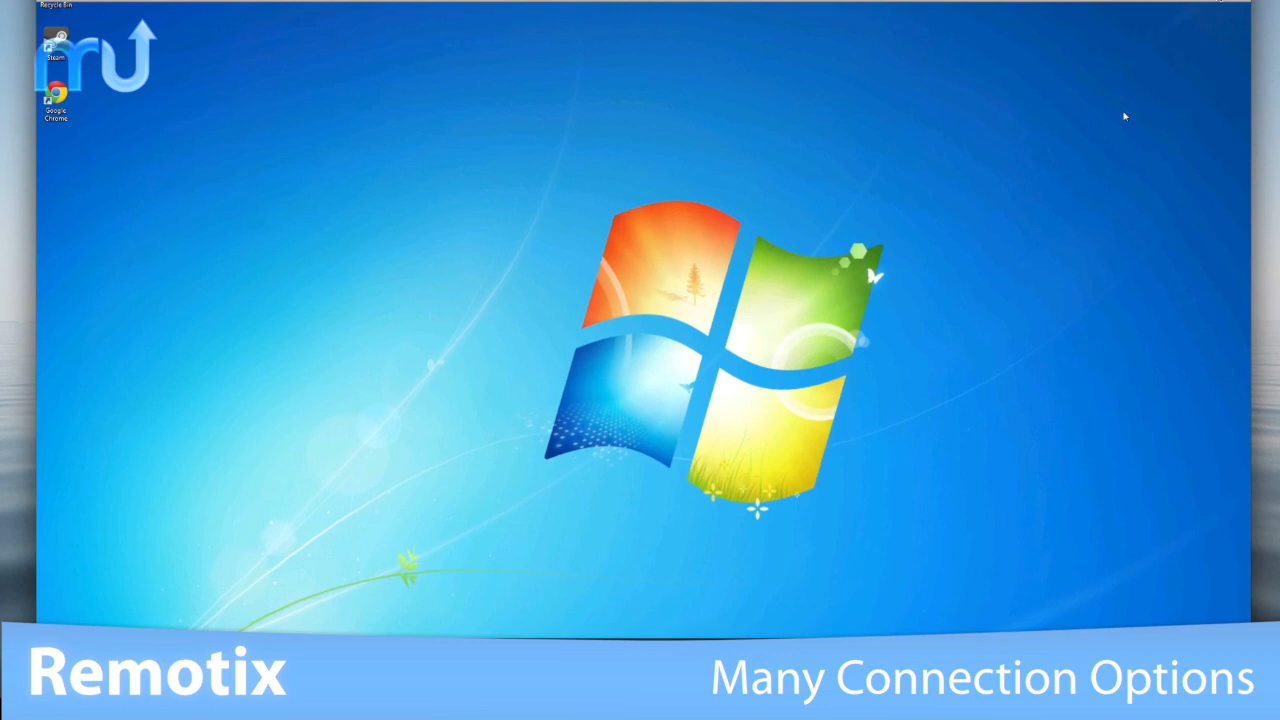 Recycle Bin
Steam
Google
Chrome
Remotix
Many Connection Options